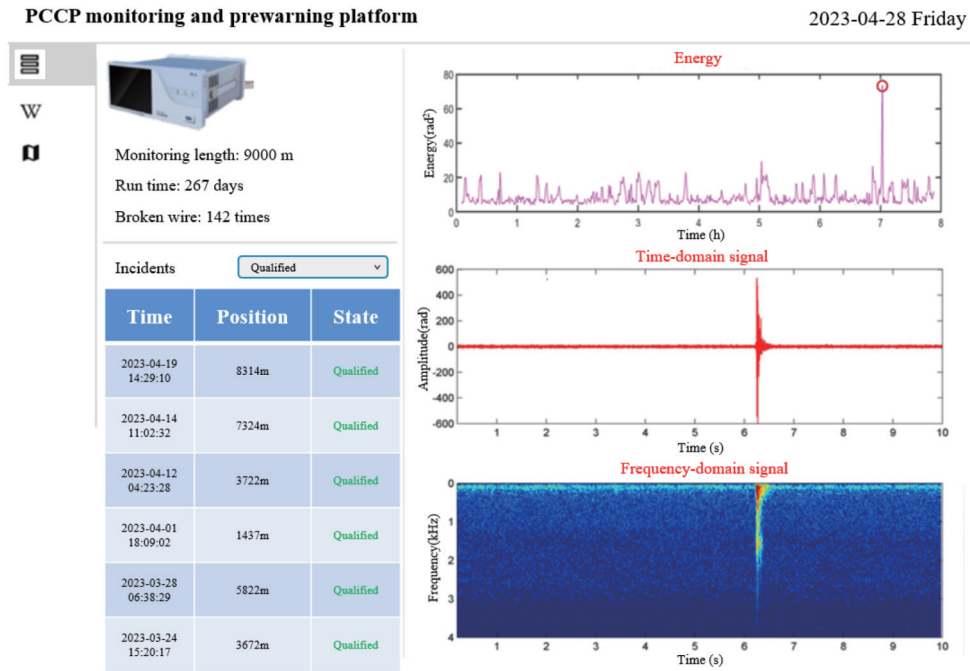 PCCP monitoring and prewarning platform
2023-04-28 Friday
W
Monitoring length: 9000 m
Run time: 267 days
Broken wire: 142 times
Incidents
Qualified
Time Position State
2023-04-19
14:29:10
8314m
Qualified
2023-04-14
11:02:32
7324m
Qualified
2023-04-12
04:23:28
3722m
Qualified
2023-04-01
18:09:02
1437m
Qualified
2023-03-28
06:38:29
5822m
Qualified
2023-03-24
15:20:17
3672m
Qualified
Energy
Energy(rad²)
80
60
40
20
0
0 1 2 3 4 5 6 7 8
Time (h)
Time-domain signal
Amplitude(rad)
600
400
200
0
-200
-400
-600
1 2 3 4 5 6 7 8 9 10
Time (s)
Frequency-domain signal
Frequency(kHz)
0
1
2
3
4
1 2 3 4 5 6 7 8 9 10
Time (s)